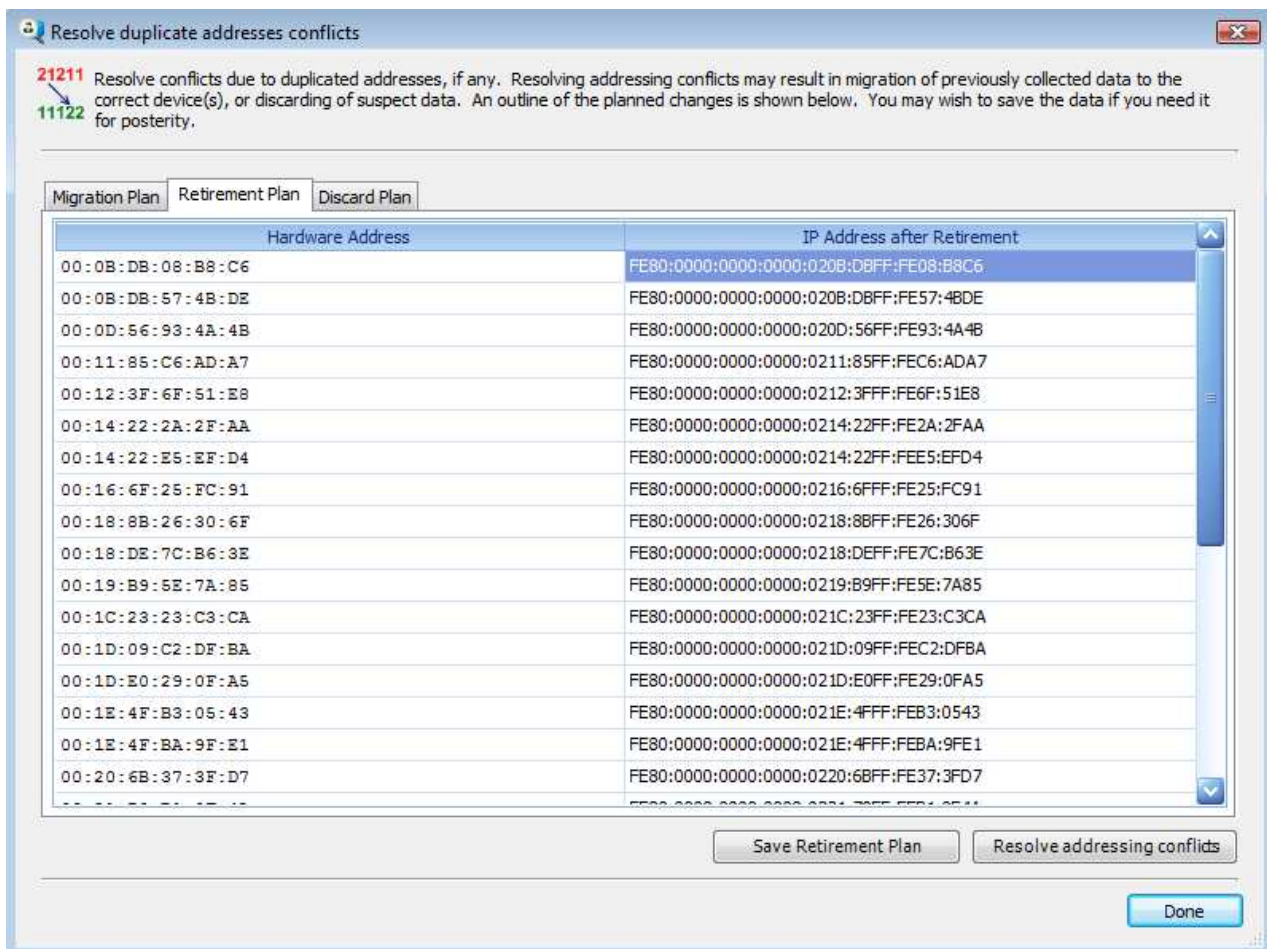 Resolve duplicate addresses conflicts
21211
11122
Resolve conflicts due to duplicated addresses, if any. Resolving addressing conflicts may result in migration of previously collected data to the
correct device(s), or discarding of suspect data. An outline of the planned changes is shown below. You may wish to save the data if you need it
for posterity.
Migration Plan Retirement Plan Discard Plan
Hardware Address IP Address after Retirement
00:0B:DB:08:B8:C6 FE80:0000:0000:0000:020B:DBFF:FE08:B8C6
00:0B:DB:57:4B:DE FE80:0000:0000:0000:020B:DBFF:FE57:4BDE
00:0D:56:93:4A:4B FE80:0000:0000:0000:020D:56FF:FE93:4A4B
00:11:85:C6:AD:A7 FE80:0000:0000:0000:0211:85FF:FEC6:ADA7
00:12:3F:6F:51:E8 FE80:0000:0000:0000:0212:3FFF:FE6F:51E8
00:14:22:2A:2F:AA FE80:0000:0000:0000:0214:22FF:FE2A:2FAA
00:14:22:E5:EF:D4 FE80:0000:0000:0000:0214:22FF:FEE5:EFD4
00:16:6F:25:FC:91 FE80:0000:0000:0000:0216:6FFF:FE25:FC91
00:18:8B:26:30:6F FE80:0000:0000:0000:0218:8BFF:FE26:306F
00:18:DE:7C:B6:3E FE80:0000:0000:0000:0218:DEFF:FE7C:B63E
00:19:B9:5E:7A:85 FE80:0000:0000:0000:0219:B9FF:FE5E:7A85
00:1C:23:23:C3:CA FE80:0000:0000:0000:021C:23FF:FE23:C3CA
00:1D:09:C2:DF:BA FE80:0000:0000:0000:021D:09FF:FEC2:DFBA
00:1D:E0:29:0F:A5 FE80:0000:0000:0000:021D:E0FF:FE29:0FA5
00:1E:4F:B3:05:43 FE80:0000:0000:0000:021E:4FFF:FEB3:0543
00:1E:4F:BA:9F:E1 FE80:0000:0000:0000:021E:4FFF:FEBA:9FE1
00:20:6B:37:3F:D7 FE80:0000:0000:0000:0220:6BFF:FE37:3FD7
Save Retirement Plan Resolve addressing conflicts
Done